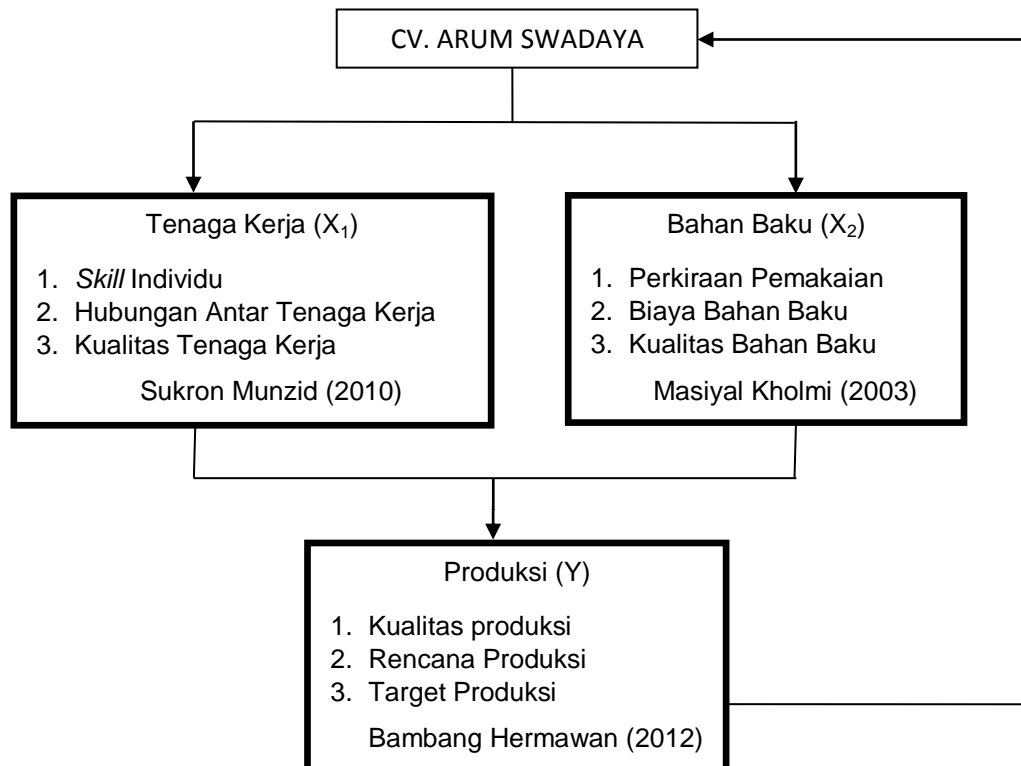 CV. ARUM SWADAYA
Tenaga Kerja (X₁)
1. Skill Individu
2. Hubungan Antar Tenaga Kerja
3. Kualitas Tenaga Kerja
Sukron Munzid (2010)
Bahan Baku (X₂)
1. Perkiraan Pemakaian
2. Biaya Bahan Baku
3. Kualitas Bahan Baku
Masiyal Kholmi (2003)
Produksi (Y)
1. Kualitas produksi
2. Rencana Produksi
3. Target Produksi
Bambang Hermawan (2012)